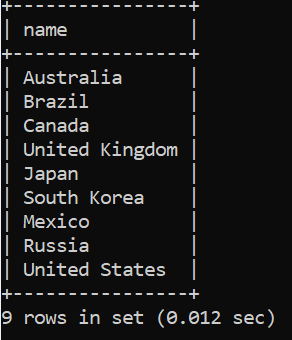 +----------------+
| name           |
+----------------+
| Australia      |
| Brazil         |
| Canada         |
| United Kingdom |
| Japan          |
| South Korea    |
| Mexico         |
| Russia         |
| United States  |
+----------------+
9 rows in set (0.012 sec)